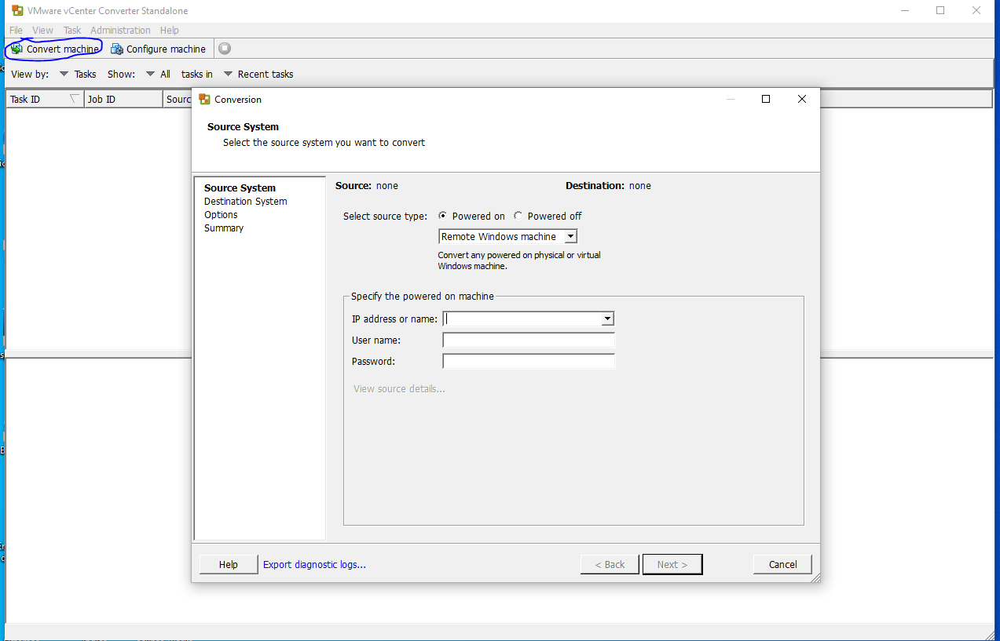 VMware vCenter Converter Standalone
File View Task Administration Help
Convert machine Configure machine
View by: Tasks Show: All tasks in Recent tasks
Task ID Job ID Sourc
Conversion
Source System
Select the source system you want to convert
Source System
Destination System
Options
Summary
Source: none Destination: none
Select source type: Powered on Powered off
Remote Windows machine
Convert any powered on physical or virtual
Windows machine.
Specify the powered on machine
IP address or name:
User name:
Password:
View source details...
Help Export diagnostic logs... < Back Next > Cancel